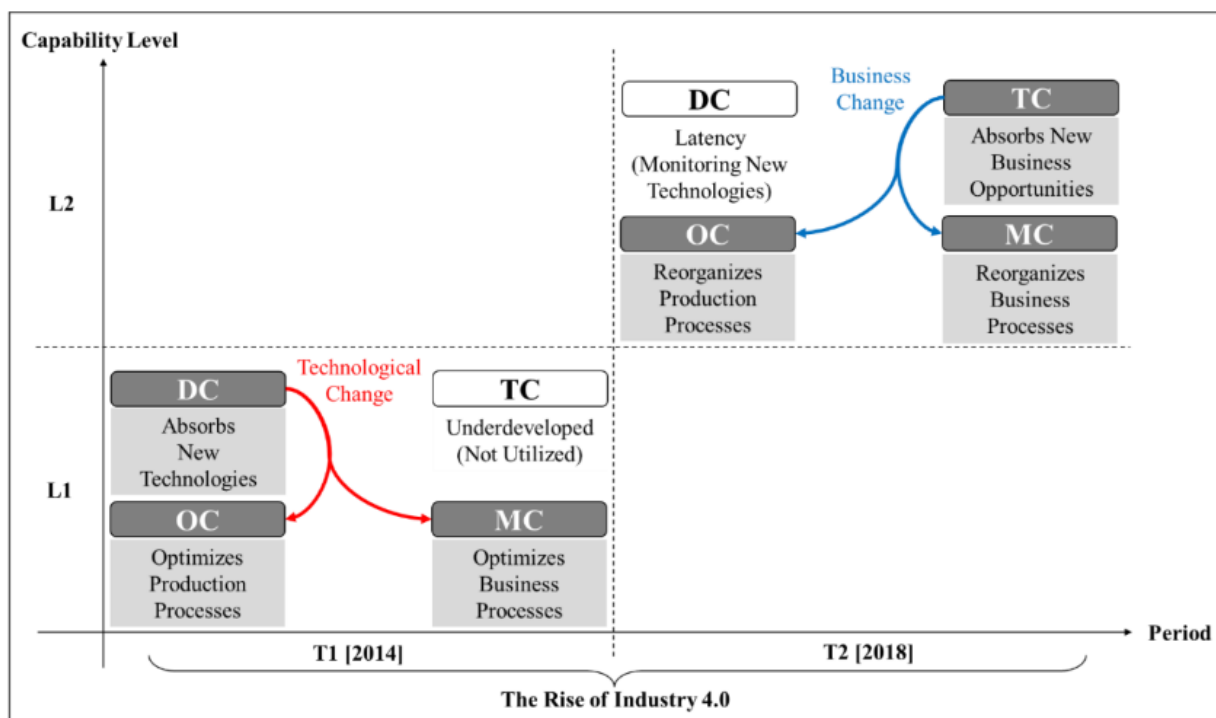 Capability Level
DC
Latency
(Monitoring New
Technologies)
Business
Change
TC
Absorbs New
Business
Opportunities
L2
OC
Reorganizes
Production
Processes
MC
Reorganizes
Business
Processes
DC
Absorbs
New
Technologies
Technological
Change
TC
Underdeveloped
(Not Utilized)
L1
OC
Optimizes
Production
Processes
MC
Optimizes
Business
Processes
Period
T1 [2014]
T2 [2018]
The Rise of Industry 4.0